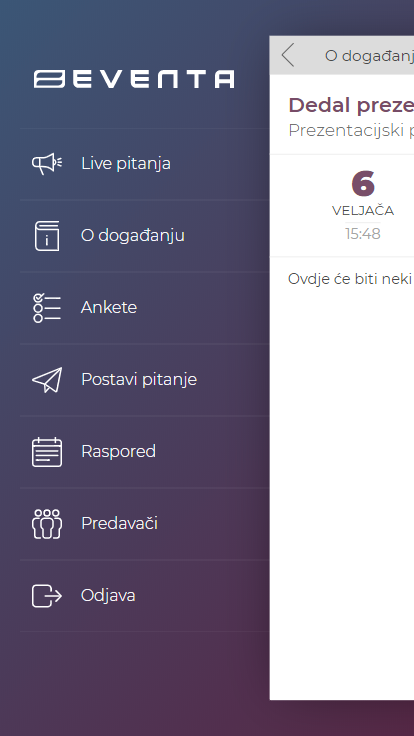 EVENTA
Live pitanja
O događanju
Ankete
Postavi pitanje
Raspored
Predavači
Odjava
O događanj
Dedal preze
Prezentacijski p
6
VELJAČA
15:48
Ovdje će biti neki